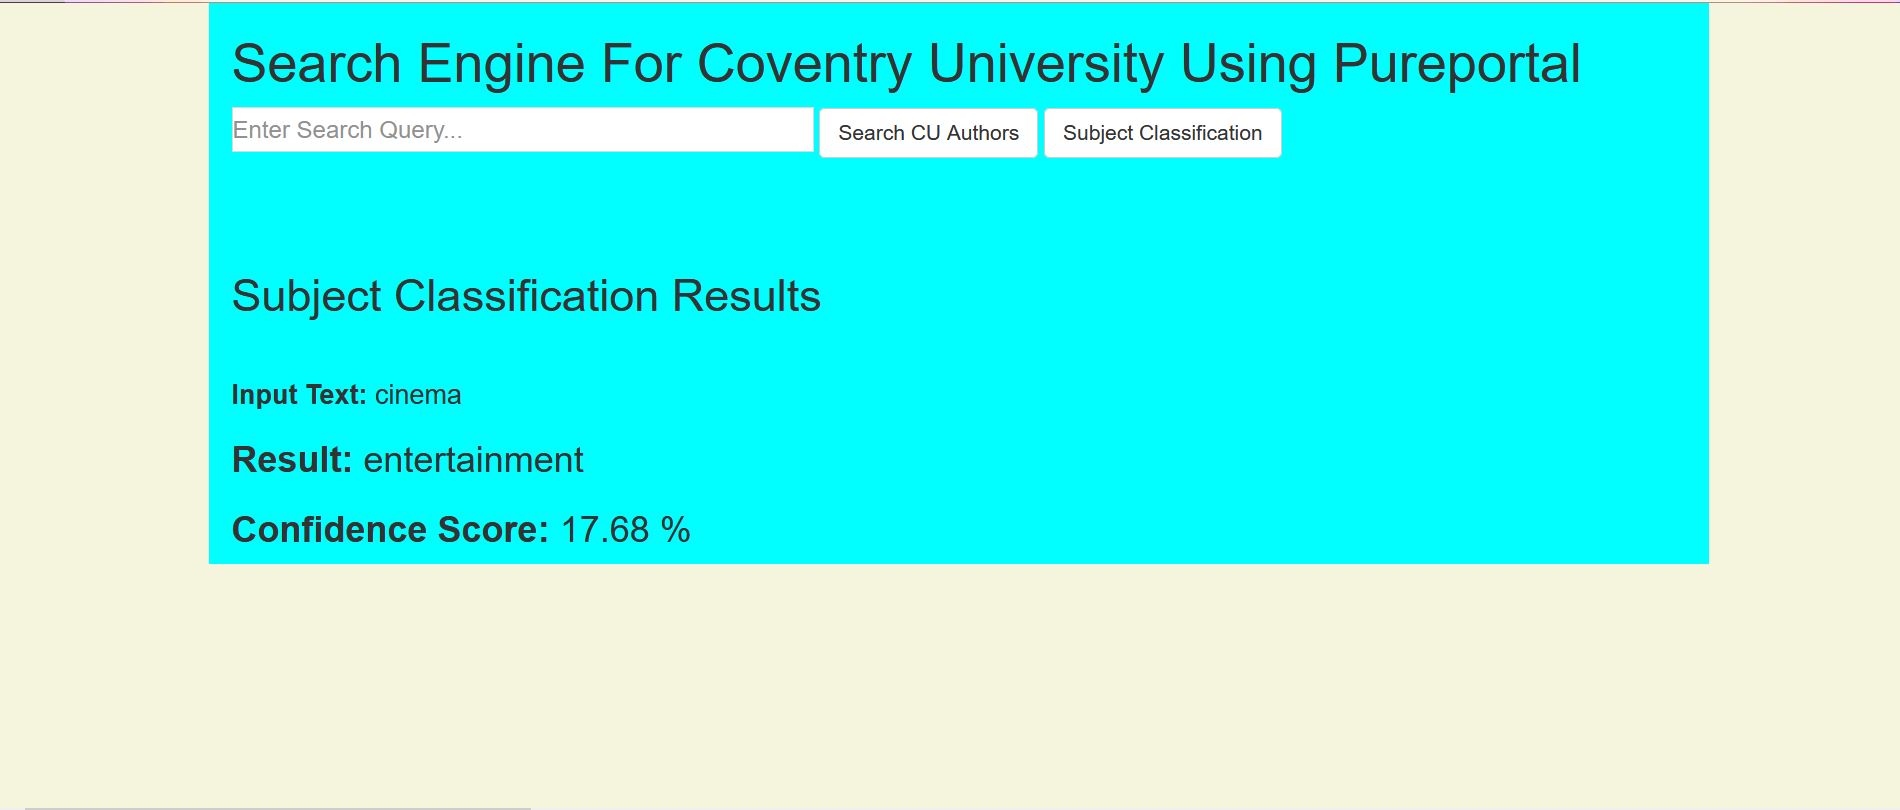 Search Engine For Coventry University Using Pureportal
Enter Search Query... Search CU Authors Subject Classification
Subject Classification Results
Input Text: cinema
Result: entertainment
Confidence Score: 17.68 %